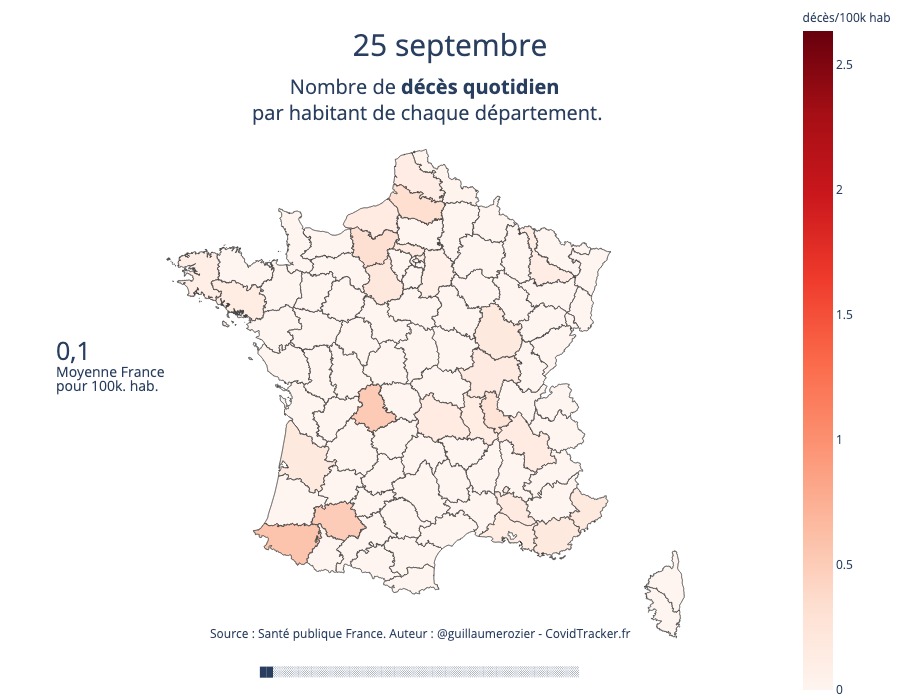 décès/100k hab
25 septembre
Nombre de décès quotidien
par habitant de chaque département.
2.5
2
1.5
1
0.5
0
0,1
Moyenne France
pour 100k. hab.
Source : Santé publique France. Auteur : @guillaumerozier - CovidTracker.fr